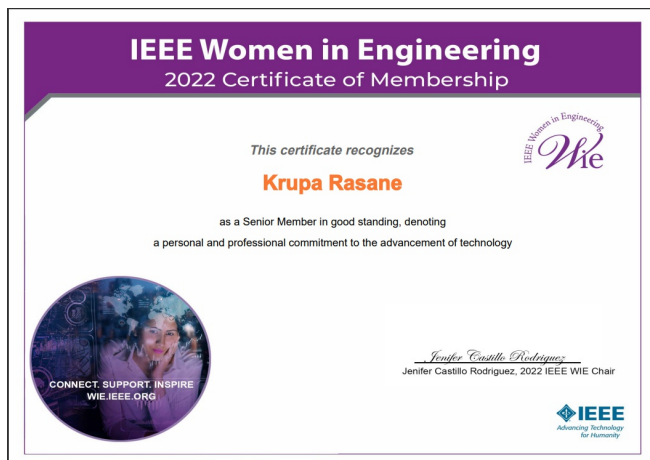 IEEE Women in Engineering
2022 Certificate of Membership
IEEE Women in Engineering
Wie
This certificate recognizes
Krupa Rasane
as a Senior Member in good standing, denoting
a personal and professional commitment to the advancement of technology
CONNECT. SUPPORT. INSPIRE
WIE.IEEE.ORG
Jenifer Castillo Rodriguez
Jenifer Castillo Rodriguez, 2022 IEEE WIE Chair
IEEE
Advancing Technology
for Humanity